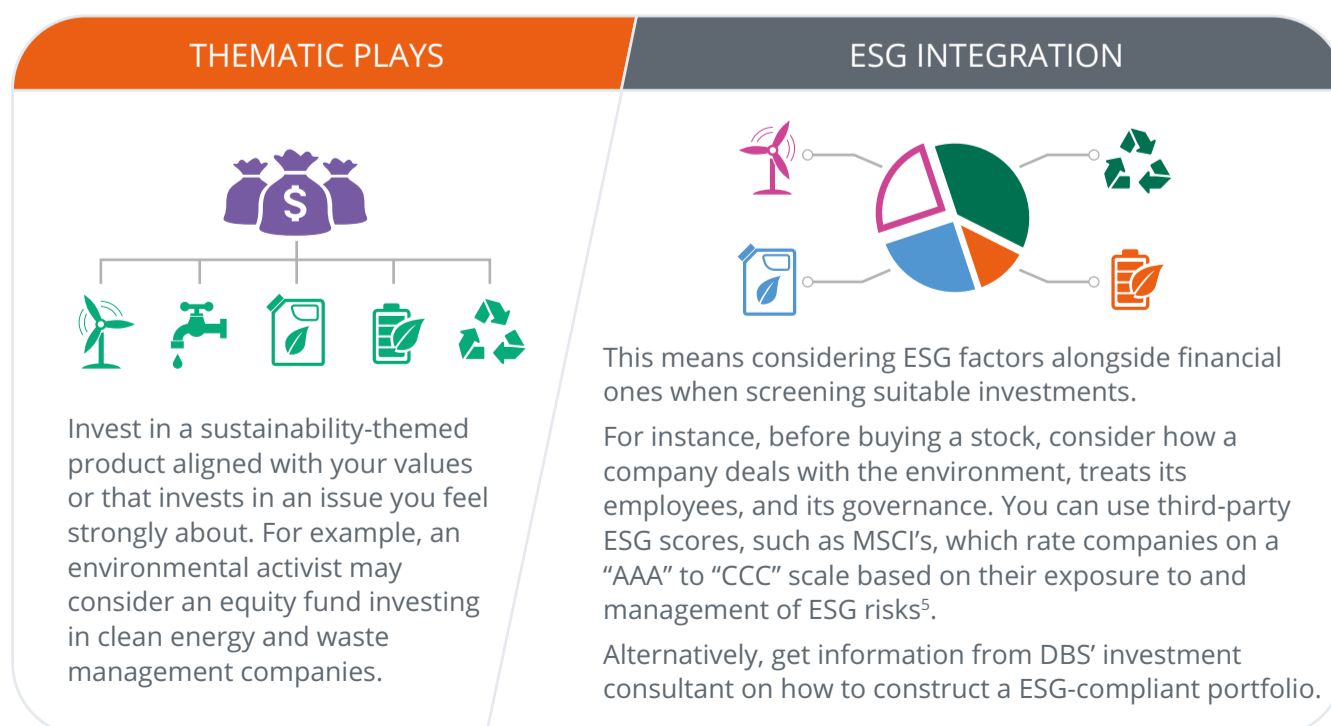 THEMATIC PLAYS
$
Invest in a sustainability-themed
product aligned with your values
or that invests in an issue you feel
strongly about. For example, an
environmental activist may
consider an equity fund investing
in clean energy and waste
management companies.
ESG INTEGRATION
This means considering ESG factors alongside financial
ones when screening suitable investments.
For instance, before buying a stock, consider how a
company deals with the environment, treats its
employees, and its governance. You can use third-party
ESG scores, such as MSCI’s, which rate companies on a
“AAA” to “CCC” scale based on their exposure to and
management of ESG risks⁵.
Alternatively, get information from DBS’ investment
consultant on how to construct a ESG-compliant portfolio.